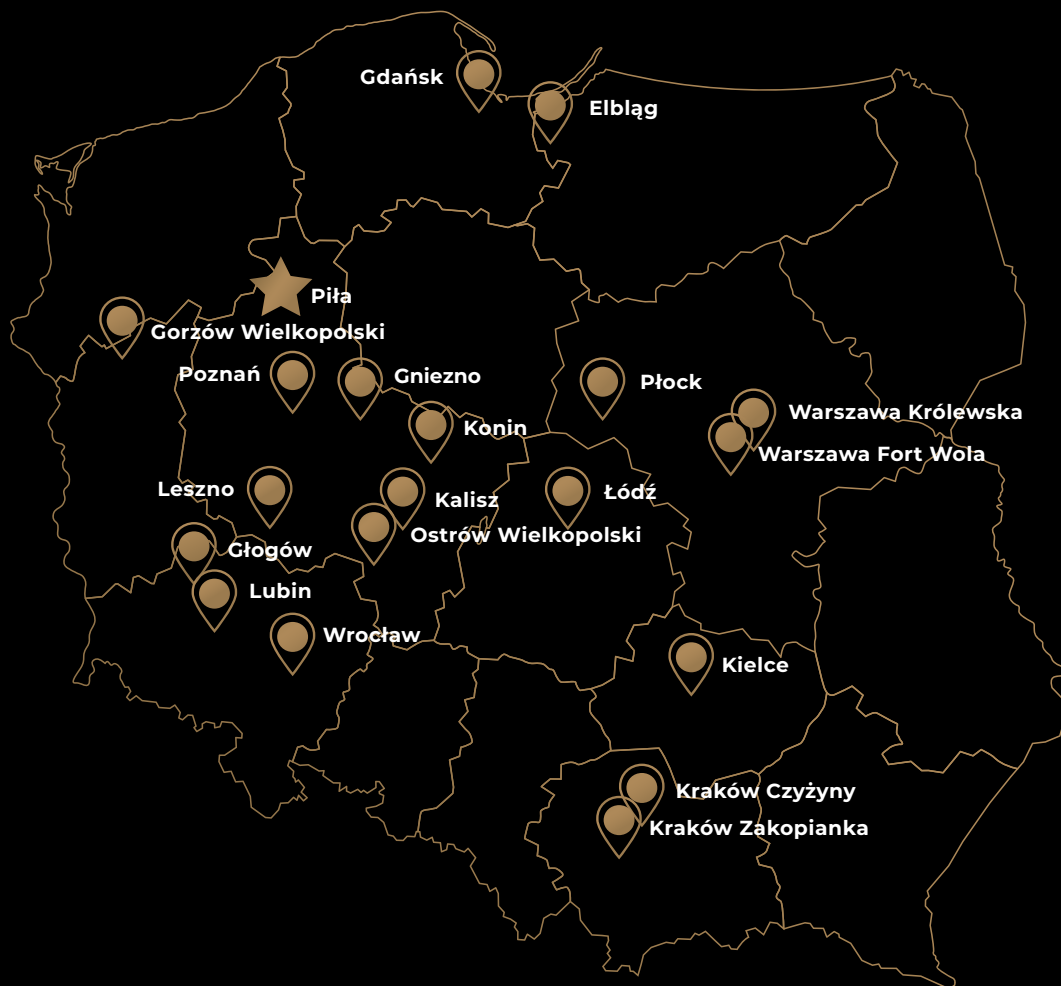 Gdańsk
Elbląg
Piła
Gorzów Wielkopolski
Poznań
Gniezno
Płock
Konin
Warszawa Królewska
Warszawa Fort Wola
Leszno
Kalisz
Łódź
Ostrów Wielkopolski
Głogów
Lubin
Wrocław
Kielce
Kraków Czyżyny
Kraków Zakopianka